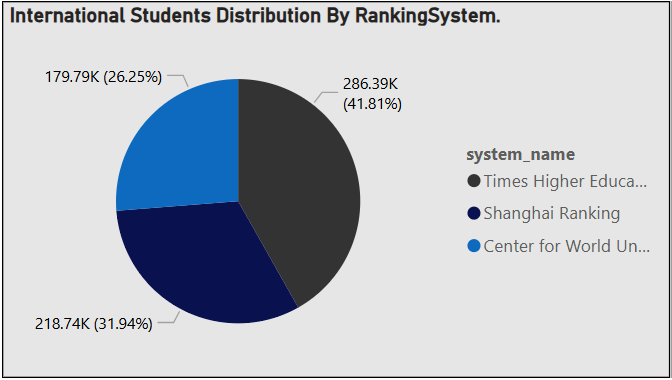 International Students Distribution By RankingSystem.
179.79K (26.25%)
286.39K
(41.81%)
218.74K (31.94%)
system_name
Times Higher Educa...
Shanghai Ranking
Center for World Un...